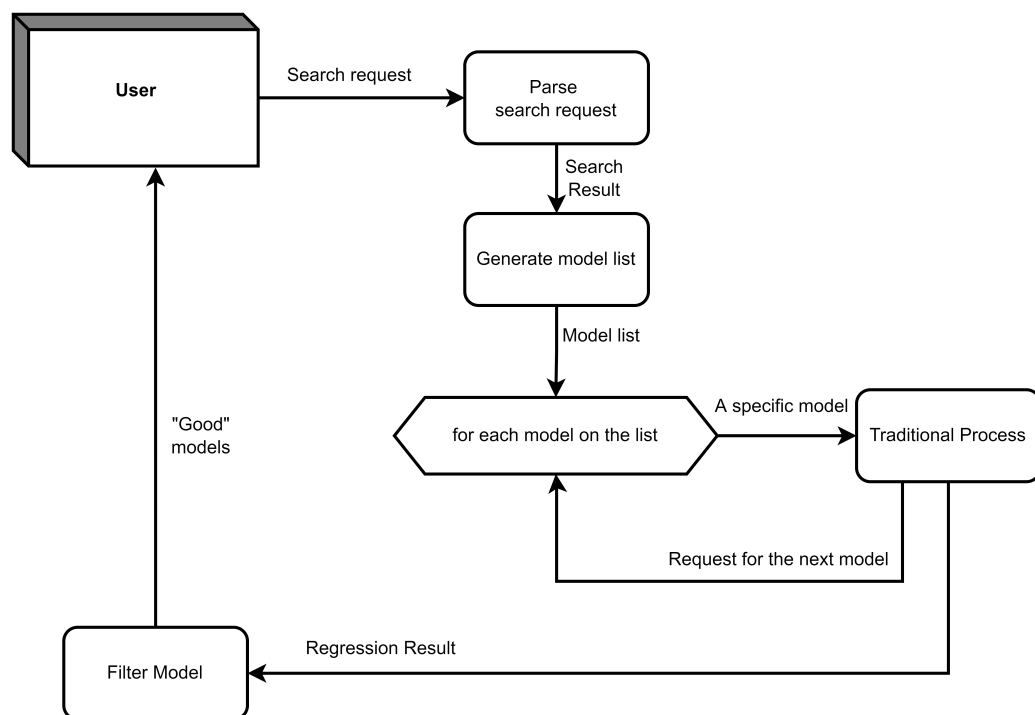 User
Search request
Parse
search request
Search
Result
Generate model list
Model list
for each model on the list
A specific model
Traditional Process
"Good"
models
Request for the next model
Regression Result
Filter Model